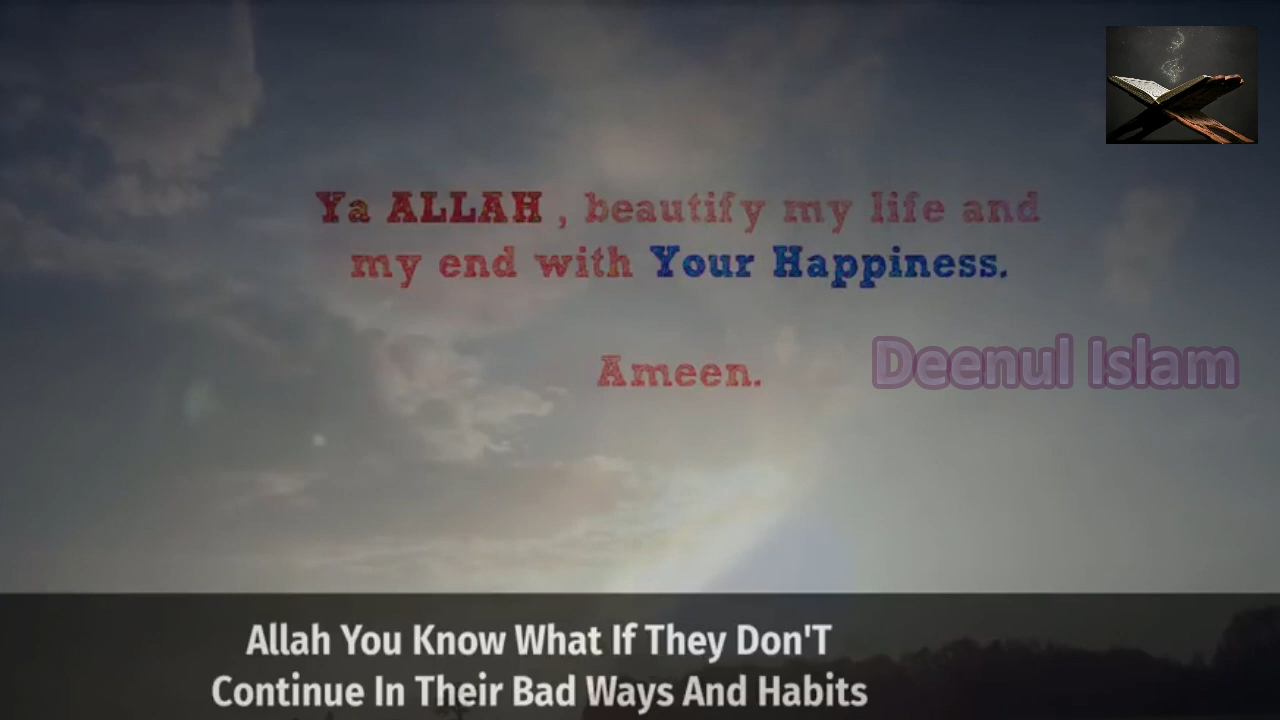 Ya ALLAH , beautify my life and
my end with Your Happiness.
Ameen.
Deenul Islam
Allah You Know What If They Don'T
Continue In Their Bad Ways And Habits